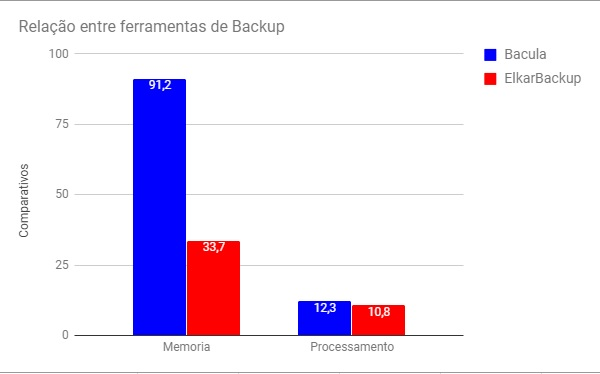 Relação entre ferramentas de Backup
Bacula
ElkarBackup
Comparativos
100
75
50
25
0
91,2
33,7
12,3
10,8
Memoria
Processamento